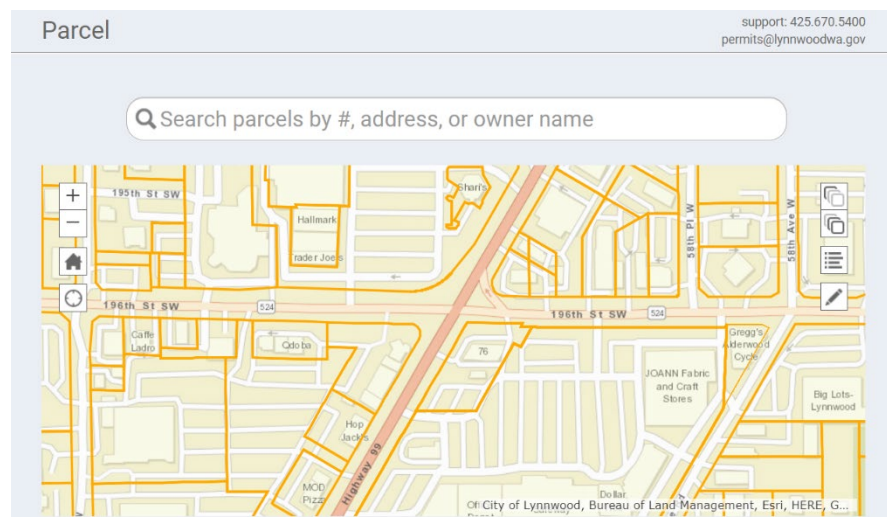 Parcel
support: 425.670.5400
permits@lynnwoodwa.gov
Search parcels by #, address, or owner name
195th St SW
Shari's
Hallmark
rader Joe's
58th Pl W
58th Ave W
196th St SW
524
196th St SW
524
Caffe
Ladro
Qdoba
76
Gregg's
Alderwood
Cycle
JOANN Fabric
and Craft
Stores
Big Lots-
Lynnwood
Hop
Jack's
Highway 99
MOD
Pizza
Dollar
City of Lynnwood, Bureau of Land Management, Esri, HERE, G...